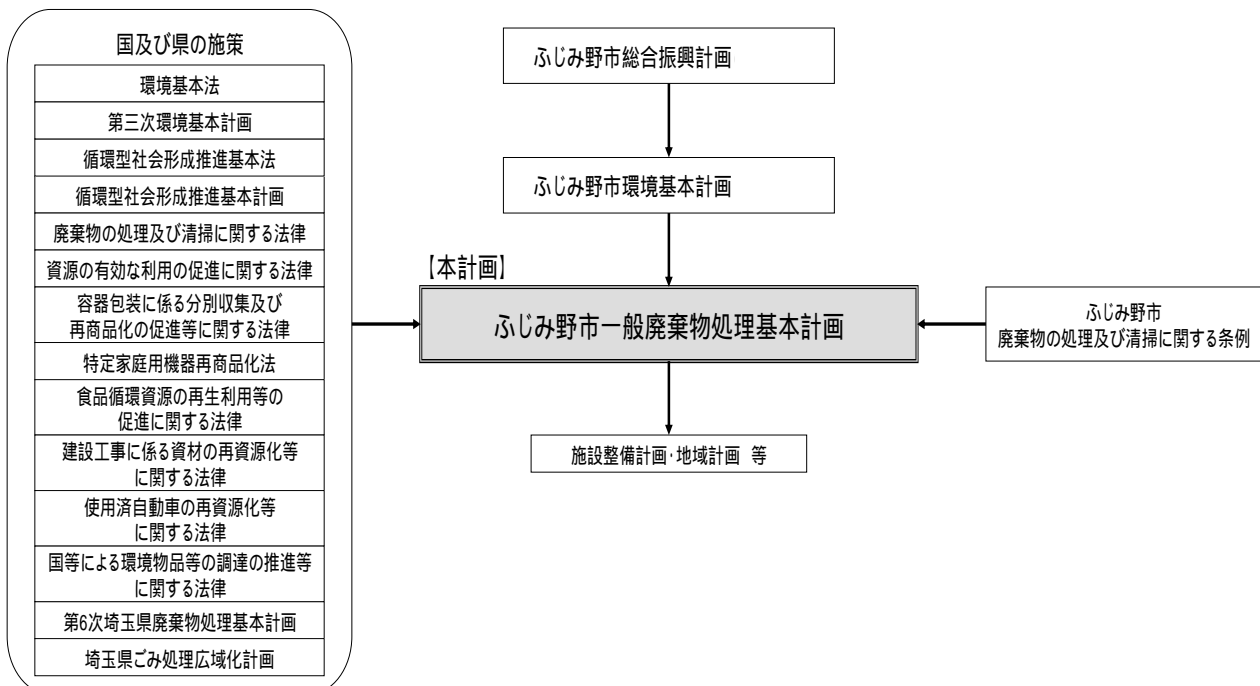 国及び県の施策
環境基本法
第三次環境基本計画
循環型社会形成推進基本法
循環型社会形成推進基本計画
廃棄物の処理及び清掃に関する法律
資源の有効な利用の促進に関する法律
容器包装に係る分別収集及び
再商品化の促進等に関する法律
特定家庭用機器再商品化法
食品循環資源の再生利用等の
促進に関する法律
建設工事に係る資材の再資源化等
に関する法律
使用済自動車の再資源化等
に関する法律
国等による環境物品等の調達の推進等
に関する法律
第6次埼玉県廃棄物処理基本計画
埼玉県ごみ処理広域化計画
ふじみ野市総合振興計画
ふじみ野市環境基本計画
【本計画】
ふじみ野市一般廃棄物処理基本計画
施設整備計画・地域計画 等
ふじみ野市
廃棄物の処理及び清掃に関する条例